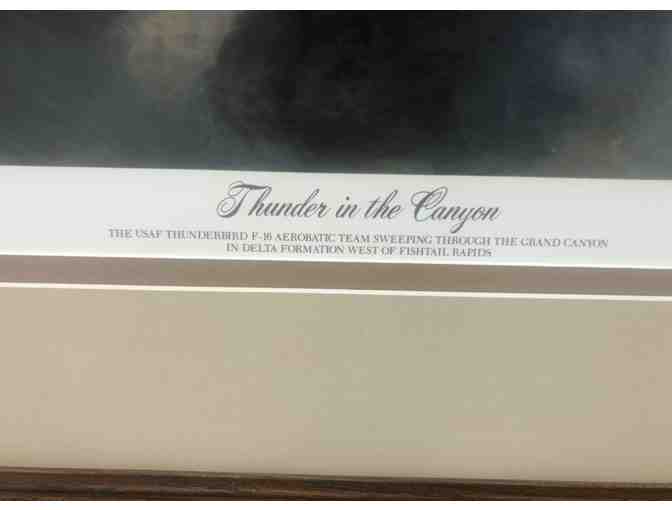 Thunder in the Canyon
THE USAF THUNDERBIRD F-16 AEROBATIC TEAM SWEEPING THROUGH THE GRAND CANYON
IN DELTA FORMATION WEST OF FISHTAIL RAPIDS